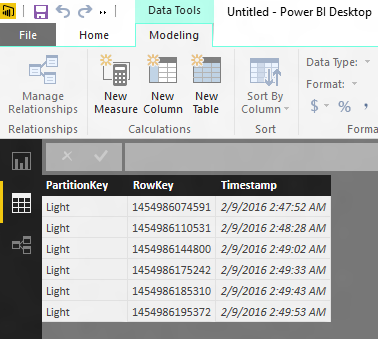 Data Tools
Untitled - Power BI Desktop
File
Home
Modeling
Manage
Relationships
New
Measure
New
Column
New
Table
Sort By
Column
Data Type:
Format:
$ % ,
Relationships
Calculations
Sort
Forma
PartitionKey RowKey Timestamp
Light 1454986074591 2/9/2016 2:47:52 AM
Light 1454986110531 2/9/2016 2:48:28 AM
Light 1454986144800 2/9/2016 2:49:02 AM
Light 1454986175242 2/9/2016 2:49:33 AM
Light 1454986185310 2/9/2016 2:49:43 AM
Light 1454986195372 2/9/2016 2:49:53 AM